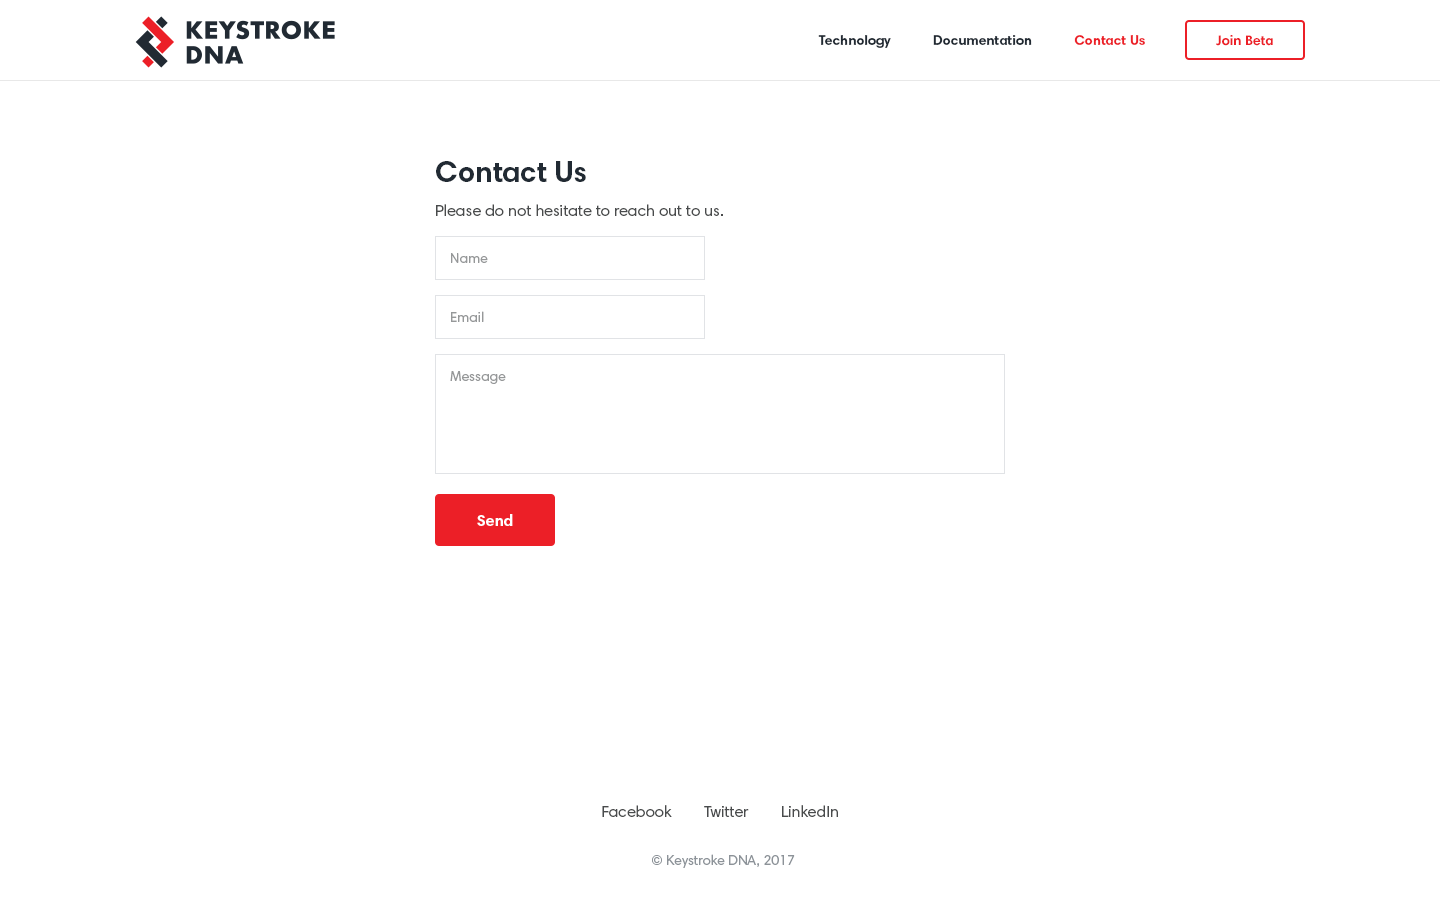 KEYSTROKE
DNA
Technology
Documentation
Contact Us
Join Beta
Contact Us
Please do not hesitate to reach out to us.
Name
Email
Message
Send
Facebook
Twitter
LinkedIn
© Keystroke DNA, 2017